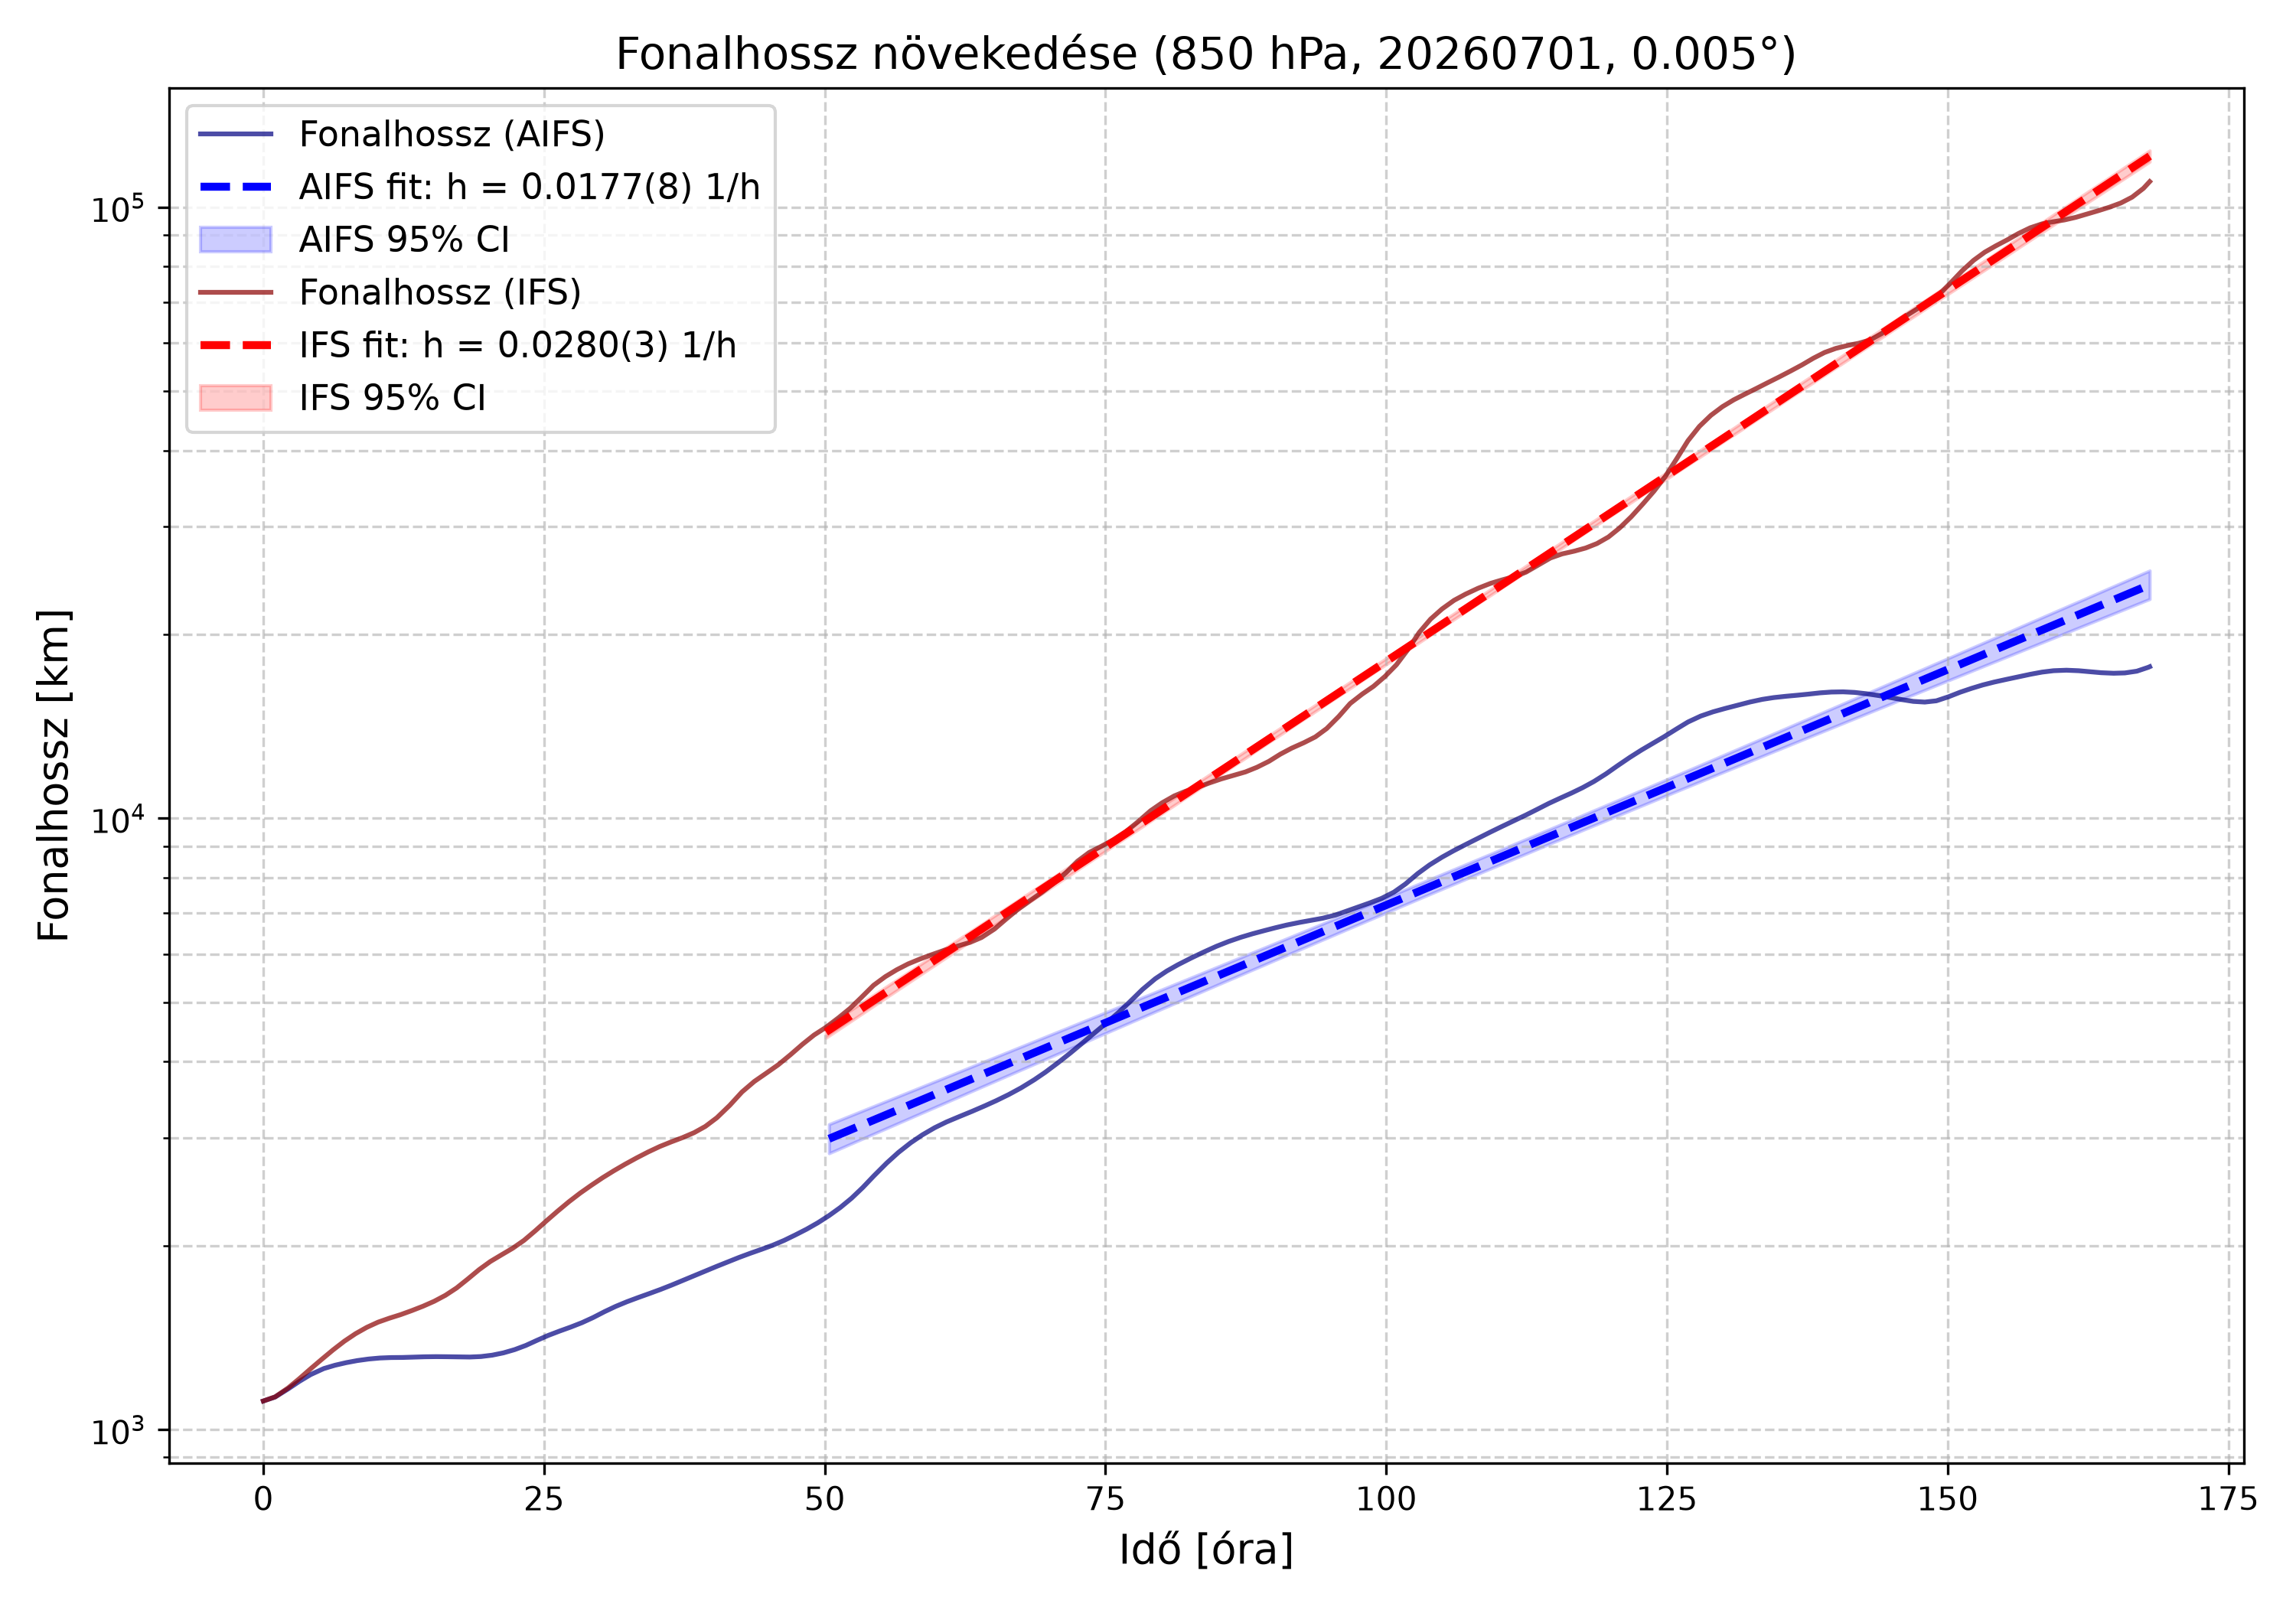 Fonalhossz növekedése (850 hPa, 20260701, 0.005°)
Fonalhossz (AIFS)
AIFS fit: h = 0.0177(8) 1/h
AIFS 95% CI
Fonalhossz (IFS)
IFS fit: h = 0.0280(3) 1/h
IFS 95% CI
Fonalhossz [km]
10⁵
10⁴
10³
0 25 50 75 100 125 150 175
Idő [óra]